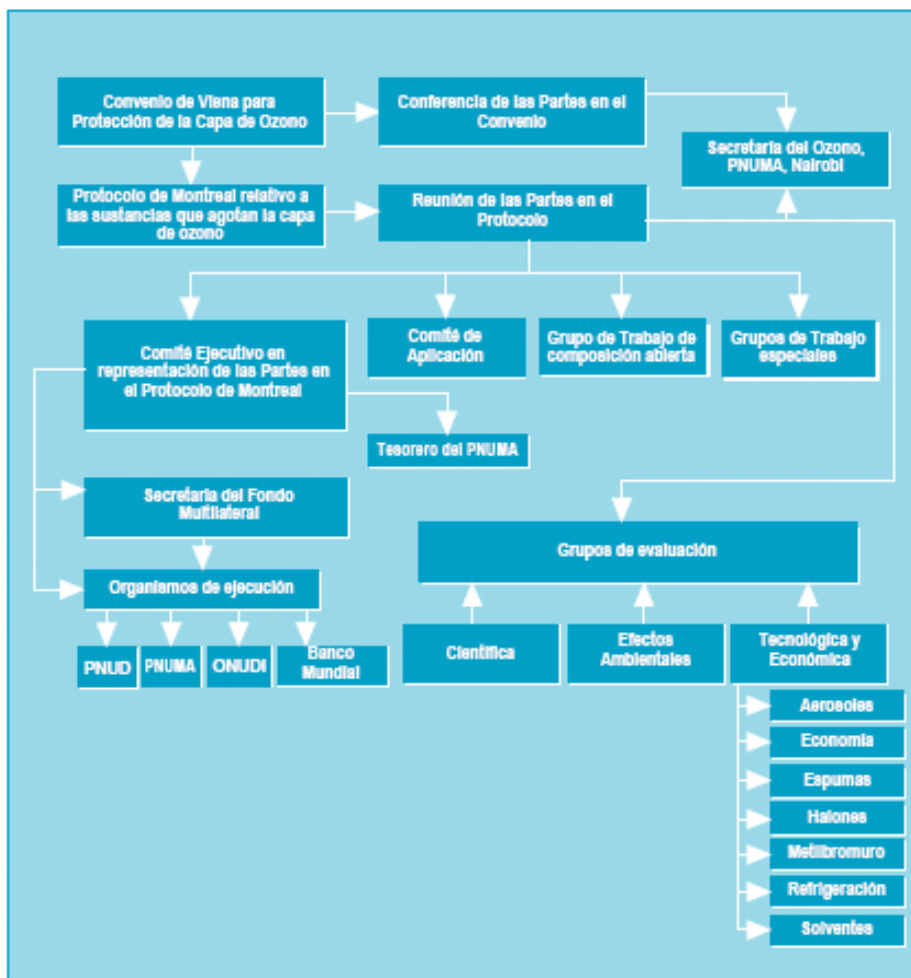 Convenio de Viena para
Protección de la Capa de Ozono
Conferencia de las Partes en el
Convenio
Secretaria del Ozono,
PNUMA, Nairobi
Protocolo de Montreal relativo a
las sustancias que agotan la capa
de ozono
Reunión de las Partes en el
Protocolo
Comité Ejecutivo en
representación de las Partes en
el Protocolo de Montreal
Comité de
Aplicación
Grupo de Trabajo de
composición abierta
Grupos de Trabajo
especiales
Tesorero del PNUMA
Secretaria del Fondo
Multilateral
Grupos de evaluación
Organismos de ejecución
PNUD
PNUMA
ONUDI
Banco
Mundial
Científica
Efectos
Ambientales
Tecnológica y
Económica
Aerosoles
Economía
Espumas
Halones
Metilbromuro
Refrigeración
Solventes